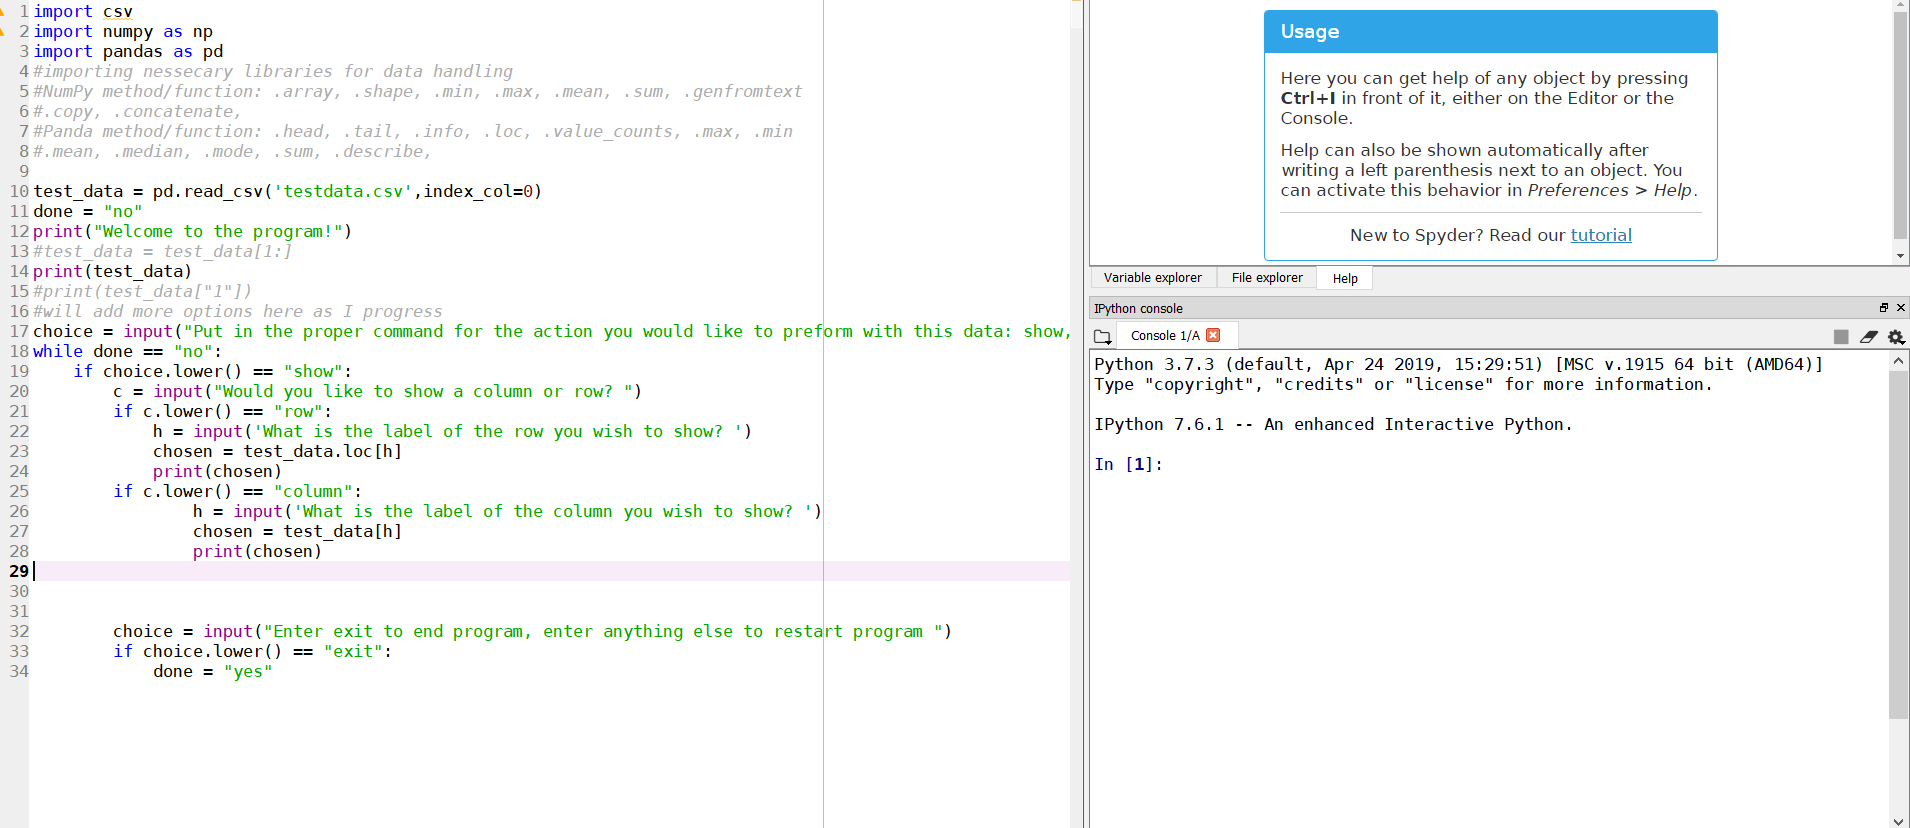 1 import csv
2 import numpy as np
3 import pandas as pd
4 #importing nessecary libraries for data handling
5 #NumPy method/function: .array, .shape, .min, .max, .mean, .sum, .genfromtext
6 #.copy, .concatenate,
7 #Panda method/function: .head, .tail, .info, .loc, .value_counts, .max, .min
8 #.mean, .median, .mode, .sum, .describe,
9
10 test_data = pd.read_csv('testdata.csv',index_col=0)
11 done = "no"
12 print("Welcome to the program!")
13 #test_data = test_data[1:]
14 print(test_data)
15 #print(test_data["1"])
16 #will add more options here as I progress
17 choice = input("Put in the proper command for the action you would like to preform with this data: show,
18 while done == "no":
19     if choice.lower() == "show":
20         c = input("Would you like to show a column or row? ")
21         if c.lower() == "row":
22             h = input('What is the label of the row you wish to show? ')
23             chosen = test_data.loc[h]
24             print(chosen)
25         if c.lower() == "column":
26                 h = input('What is the label of the column you wish to show? ')
27                 chosen = test_data[h]
28                 print(chosen)
29
30
31
32         choice = input("Enter exit to end program, enter anything else to restart program ")
33         if choice.lower() == "exit":
34             done = "yes"
Usage
Here you can get help of any object by pressing
Ctrl+I in front of it, either on the Editor or the
Console.
Help can also be shown automatically after
writing a left parenthesis next to an object. You
can activate this behavior in Preferences > Help.
New to Spyder? Read our tutorial
Variable explorer File explorer Help
IPython console
Console 1/A
Python 3.7.3 (default, Apr 24 2019, 15:29:51) [MSC v.1915 64 bit (AMD64)]
Type "copyright", "credits" or "license" for more information.
IPython 7.6.1 -- An enhanced Interactive Python.
In [1]: